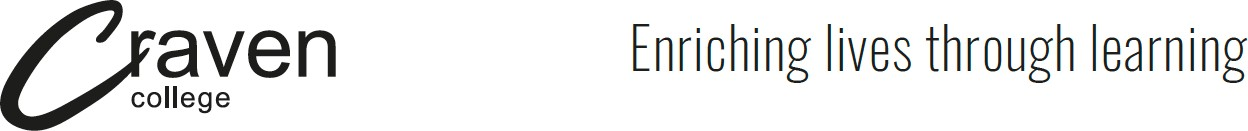 Craven
college
Enriching lives through learning